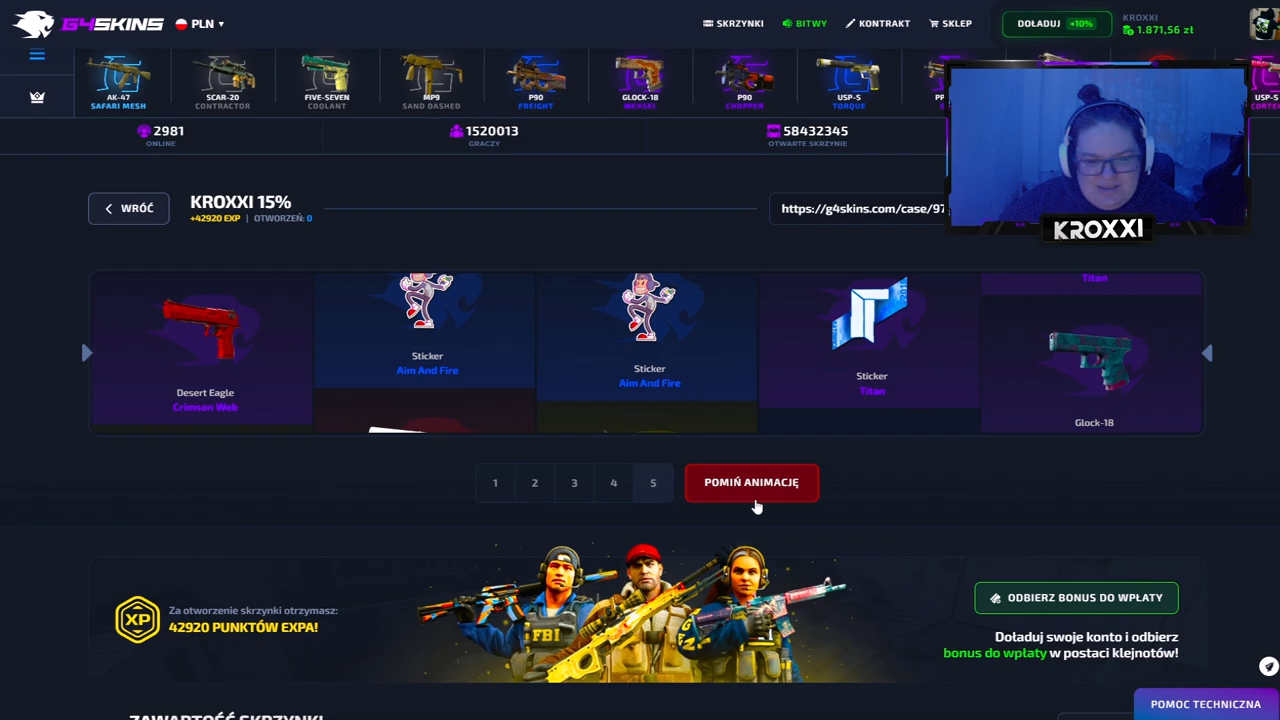 G4SKINS
PLN
SKRZYNKI
BITWY
KONTRAKT
SKLEP
DOŁADUJ +10%
KROXXI
1.871,56 zł
AK-47
SAFARI MESH
SCAR-20
CONTRACTOR
FIVE-SEVEN
COOLANT
MP9
SAND DASHED
P90
FREIGHT
GLOCK-18
WEASEL
P90
CHOPPER
USP-S
TORQUE
USP-S
2981
ONLINE
1520013
GRACZY
58432345
OTWARTE SKRZYNIE
WRÓĆ
KROXXI 15%
+42920 EXP | OTWORZEŃ: 0
https://g4skins.com/case/97
KROXXI
Desert Eagle
Crimson Web
Sticker
Aim And Fire
Sticker
Aim And Fire
Sticker
Titan
Titan
Glock-18
1 2 3 4 5
POMIŃ ANIMACJĘ
XP
Za otworzenie skrzynki otrzymasz:
42920 PUNKTÓW EXPA!
FBI
ODBIERZ BONUS DO WPŁATY
Doładuj swoje konto i odbierz
bonus do wpłaty w postaci klejnotów!
ZAWARTOŚĆ SKRZYNKI
POMOC TECHNICZNA